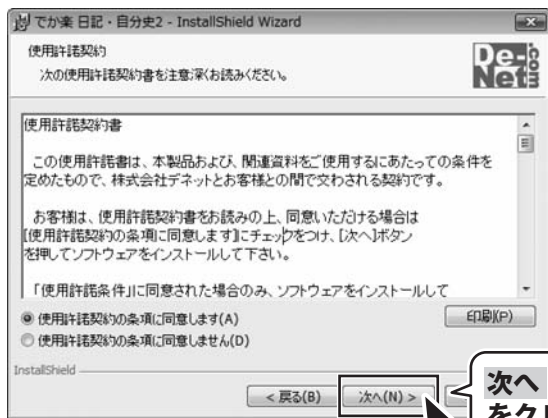 でか楽 日記・自分史2 - InstallShield Wizard
使用許諾契約
次の使用許諾契約書を注意深くお読みください。
De-Net.com
使用許諾契約書
この使用許諾書は、本製品および、関連資料をご使用するにあたっての条件を
定めたもので、株式会社デネットとお客様との間で交わされる契約です。
お客様は、使用許諾契約書をお読みの上、同意いただける場合は
[使用許諾契約の条項に同意します]にチェックをつけ、[次へ]ボタン
を押してソフトウェアをインストールして下さい。
「使用許諾条件」に同意された場合のみ、ソフトウェアをインストールして
使用許諾契約の条項に同意します(A)
印刷(P)
使用許諾契約の条項に同意しません(D)
InstallShield
< 戻る(B)
次へ(N) >
次へ
をク